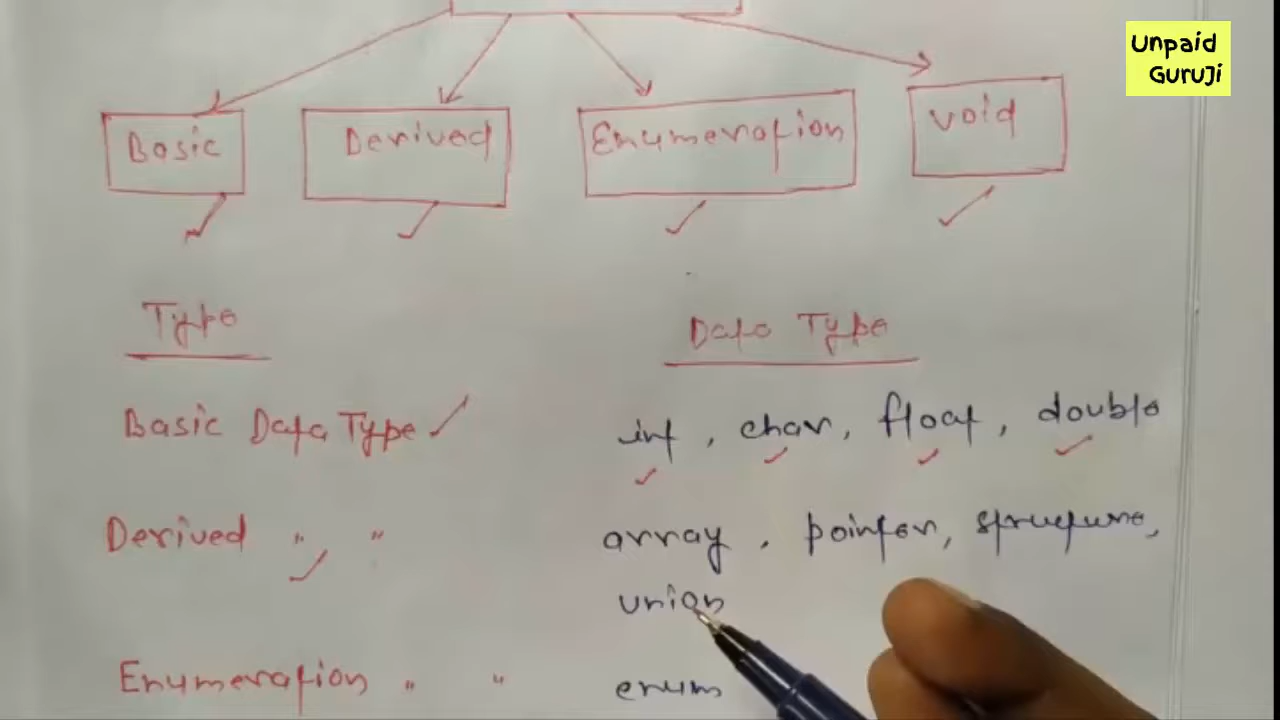 Unpaid
Guruji
Basic
Derived
Enumeration
Void
Type
Data Type
Basic Data Type
int, char, float, double
Derived " "
array, pointer, structure,
union
Enumeration " "
enum